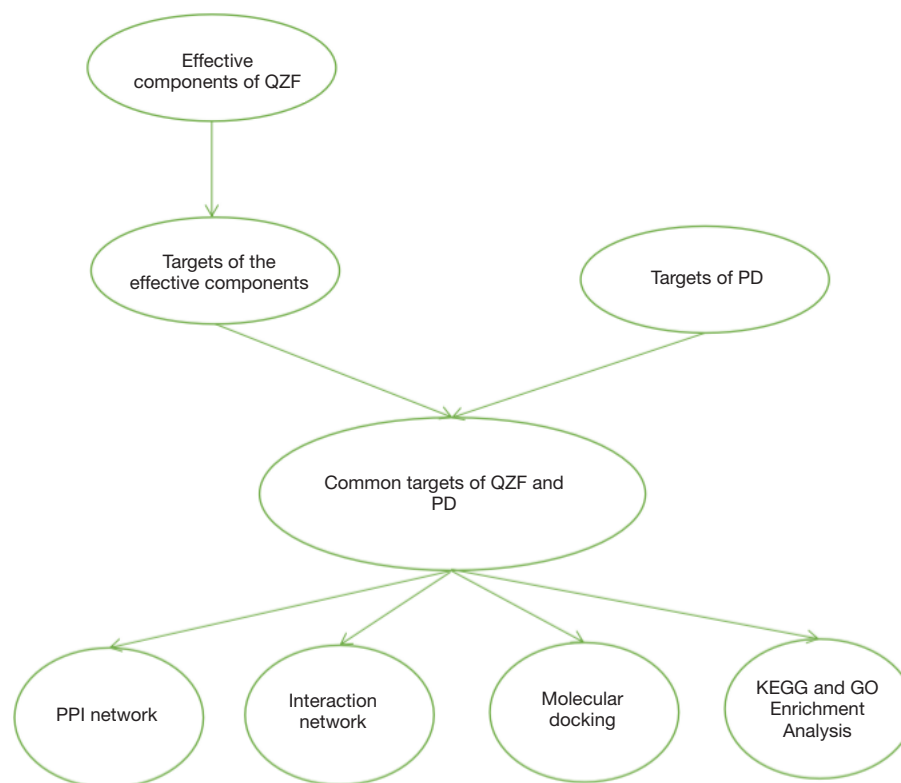 Effective
components of QZF
Targets of the
effective components
Targets of PD
Common targets of QZF and
PD
PPI network
Interaction
network
Molecular
docking
KEGG and GO
Enrichment
Analysis